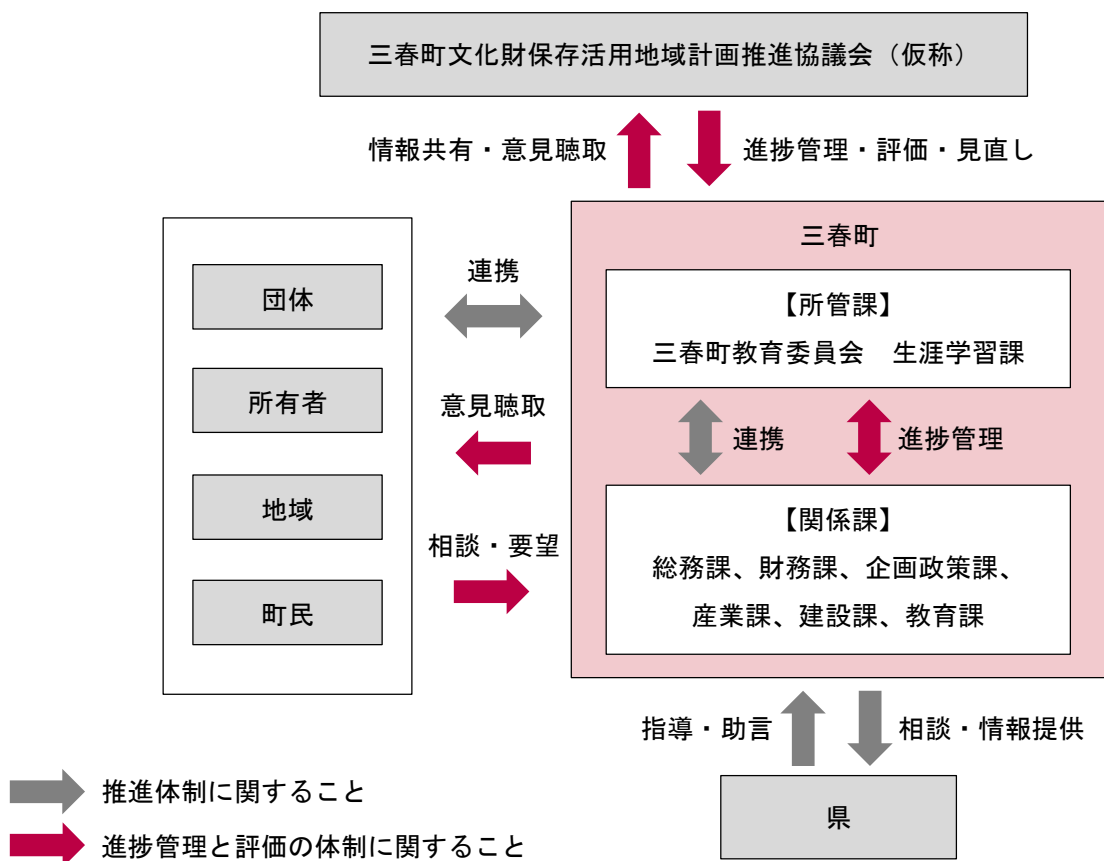 三春町文化財保存活用地域計画推進協議会（仮称）
情報共有・意見聴取
進捗管理・評価・見直し
団体
所有者
地域
町民
連携
意見聴取
相談・要望
三春町
【所管課】
三春町教育委員会　生涯学習課
連携
進捗管理
【関係課】
総務課、財務課、企画政策課、
産業課、建設課、教育課
指導・助言
相談・情報提供
県
推進体制に関すること
進捗管理と評価の体制に関すること